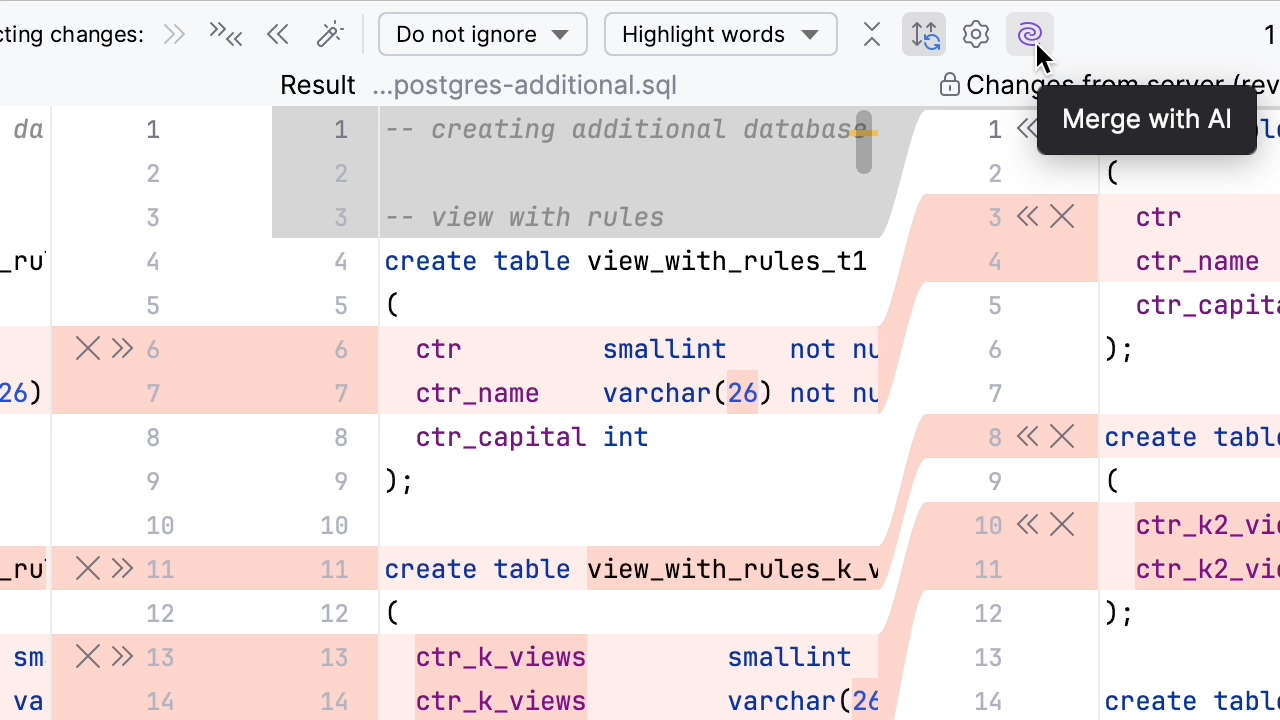 cting changes: Do not ignore Highlight words 1
Result ...postgres-additional.sql Changes from server (rev
Merge with AI
da 1 1 -- creating additional database 1
2 2 2 (
3 3 -- view with rules 3 ctr
4 4 create table view_with_rules_t1 4 ctr_name
5 5 ( 5 ctr_capita
6 6 ctr smallint not nu 6 );
26) 7 7 ctr_name varchar(26) not nu 7
8 8 ctr_capital int 8 create table
9 9 ); 9 (
10 10 10 ctr_k2_vie
_ru 11 11 create table view_with_rules_k_v 11 ctr_k2_vie
12 12 ( 12 );
sm 13 13 ctr_k_views smallint 13
va 14 14 ctr_k_views varchar(26 14 create table